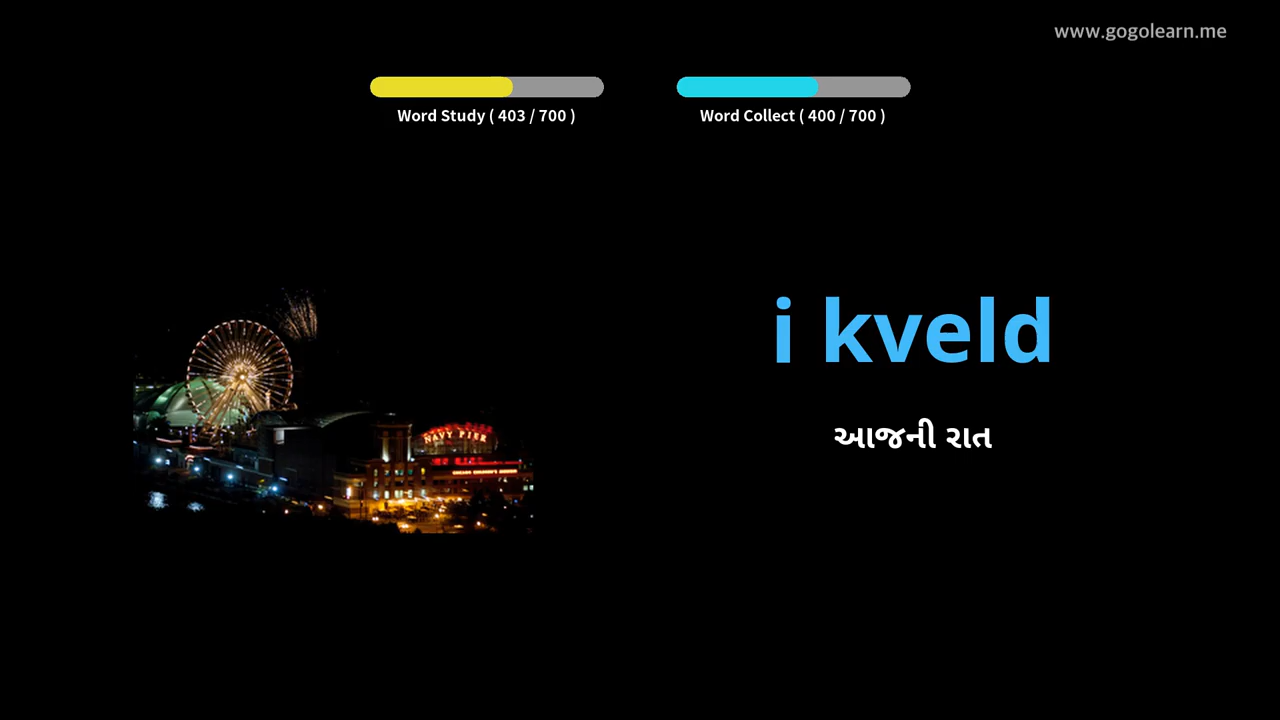 www.gogolearn.me
Word Study ( 403 / 700 )
Word Collect ( 400 / 700 )
i kveld
આજની રાત
NAVY PIER